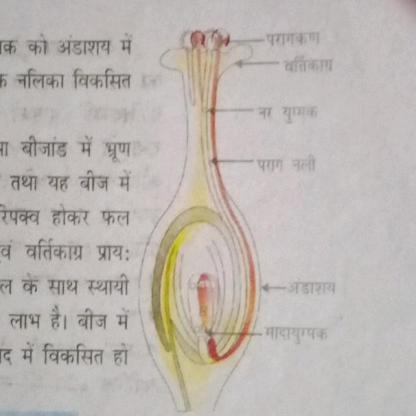 क को अंडाशय में
नलिका विकसित
बीजांड में भ्रूण
तथा यह बीज में
रिपक्व होकर फल
वं वर्तिकाग्र प्राय:
ल के साथ स्थायी
लाभ है। बीज में
में विकसित हो
परागकण
वर्तिकाग्र
नर युग्मक
पराग नली
अंडाशय
मादायुग्मक